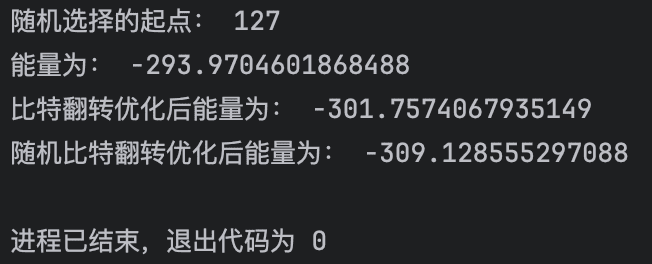 随机选择的起点： 127
能量为： -293.9704601868488
比特翻转优化后能量为： -301.7574067935149
随机比特翻转优化后能量为： -309.128555297088
进程已结束，退出代码为 0